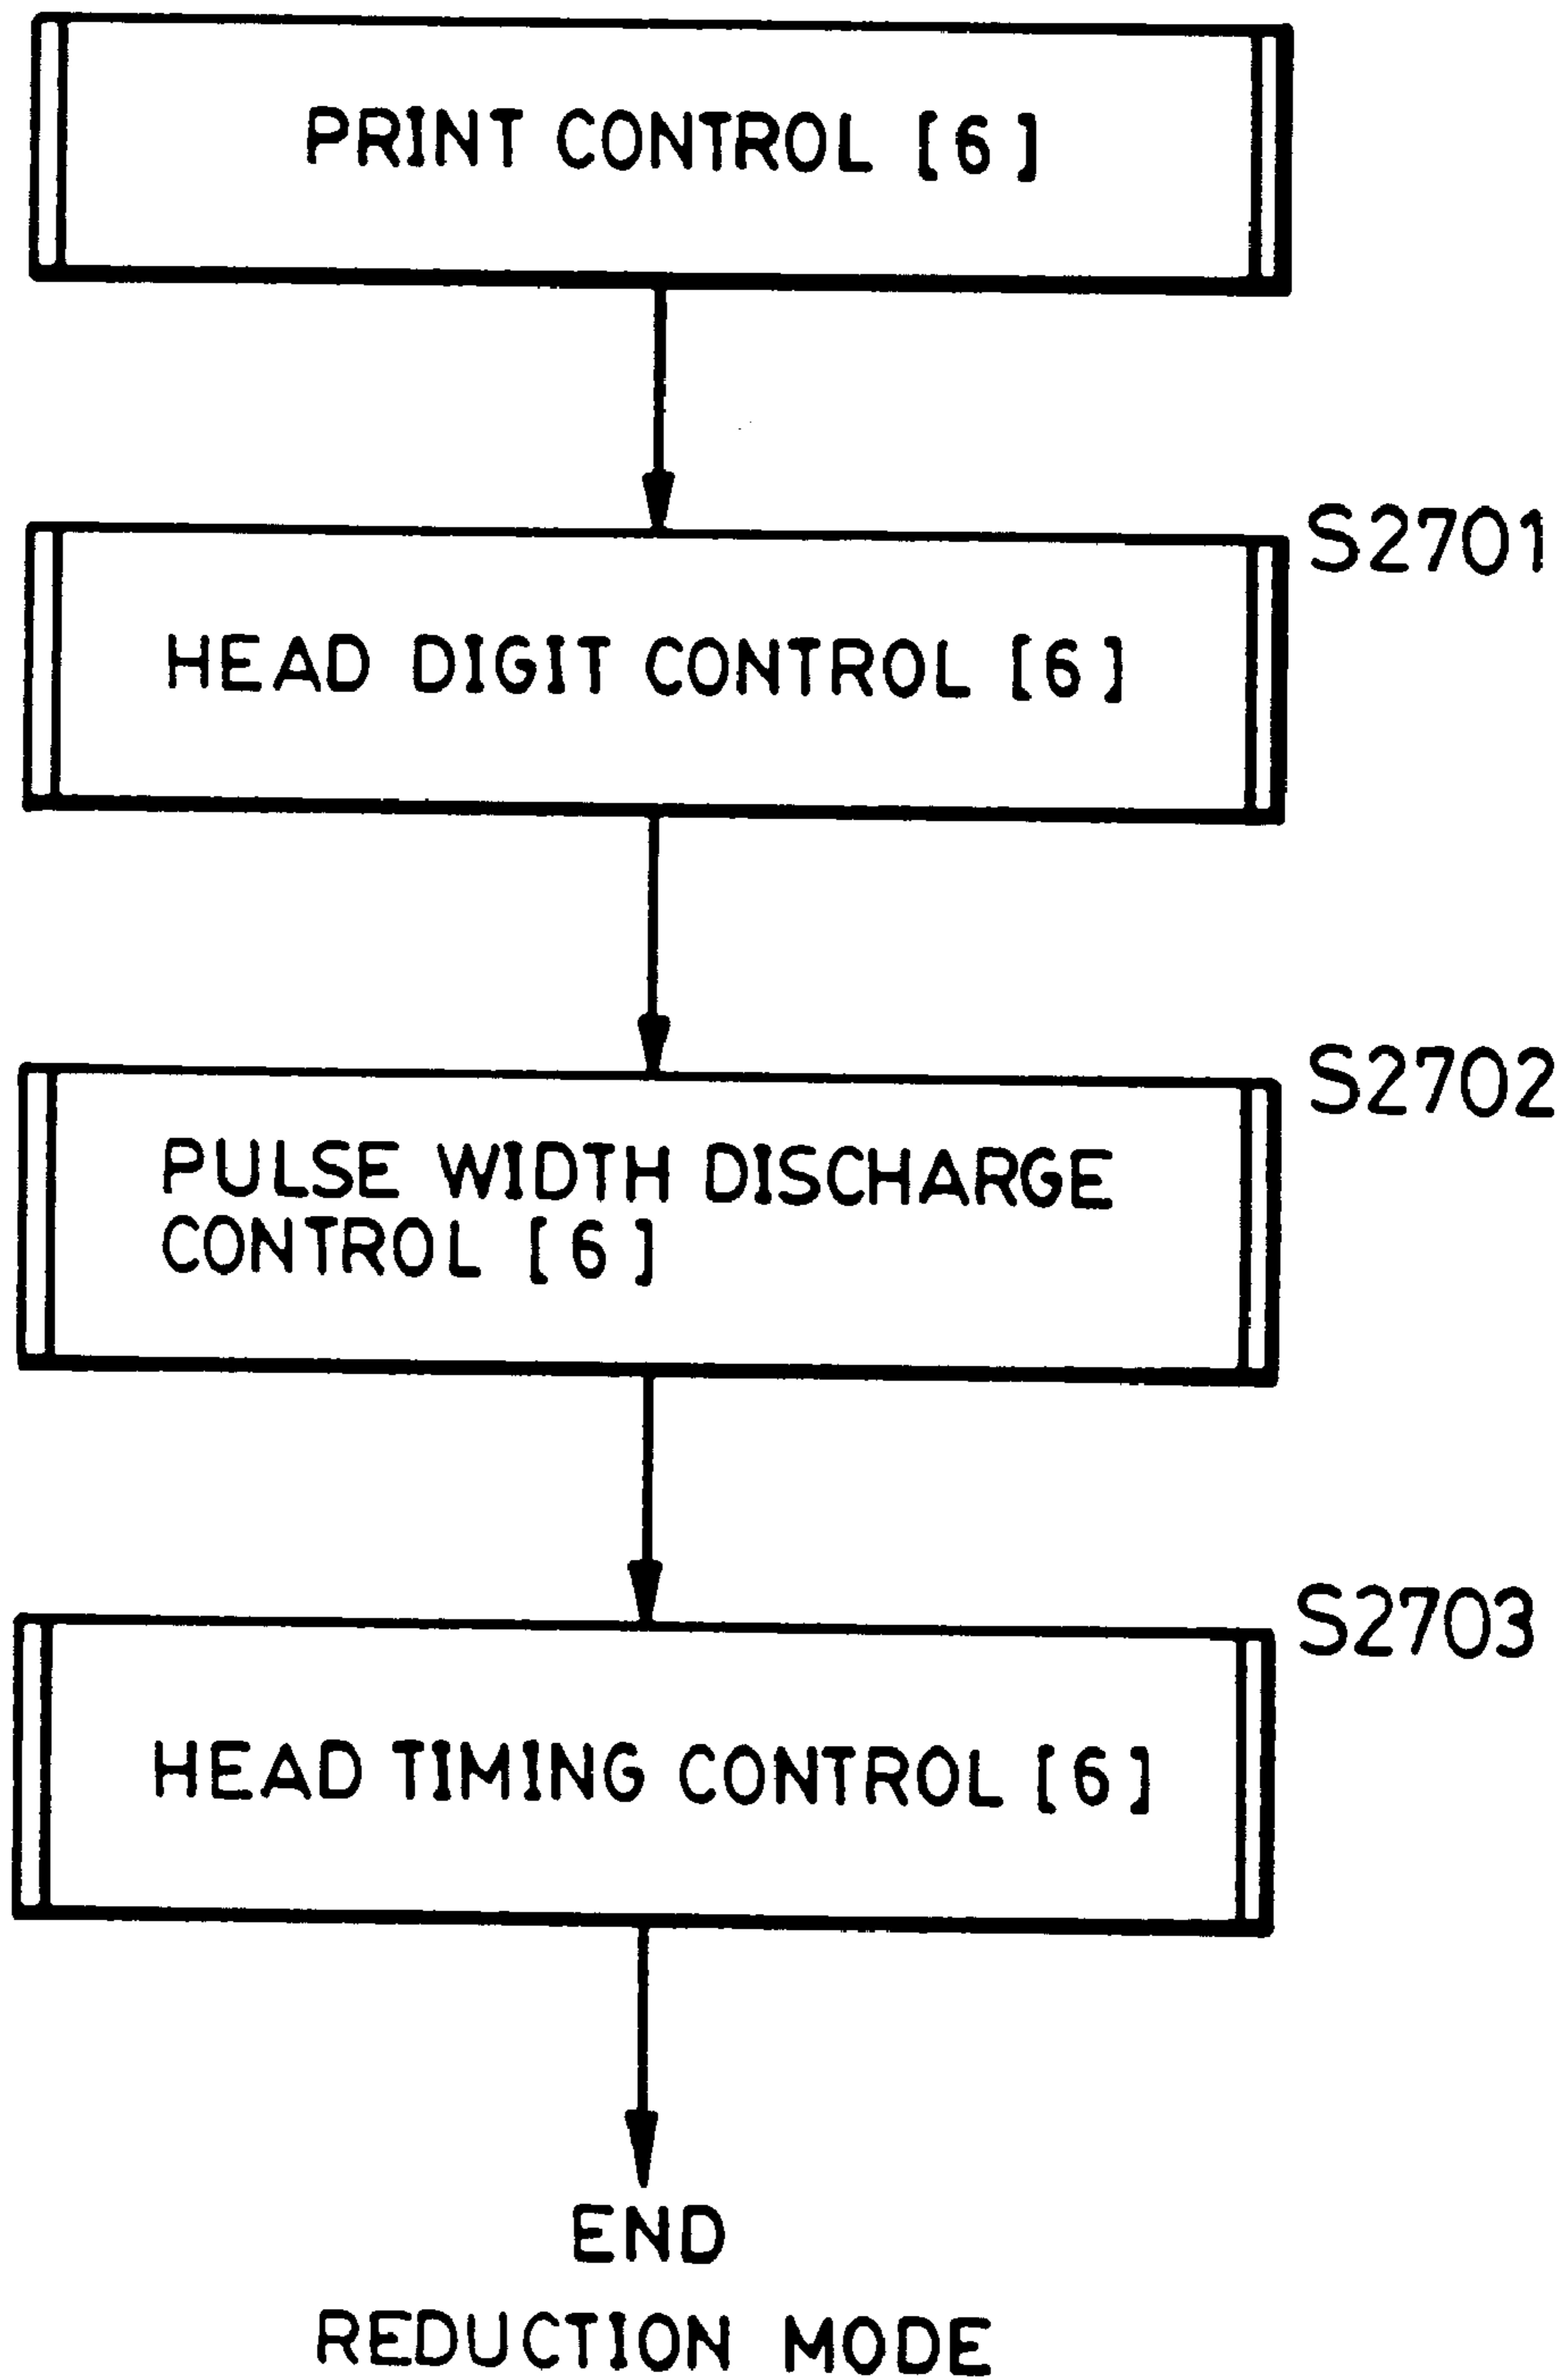 PRINT CONTROL [6]
S2701
HEAD DIGIT CONTROL [6]
S2702
PULSE WIDTH DISCHARGE
CONTROL [6]
S2703
HEAD TIMING CONTROL [6]
END
REDUCTION MODE